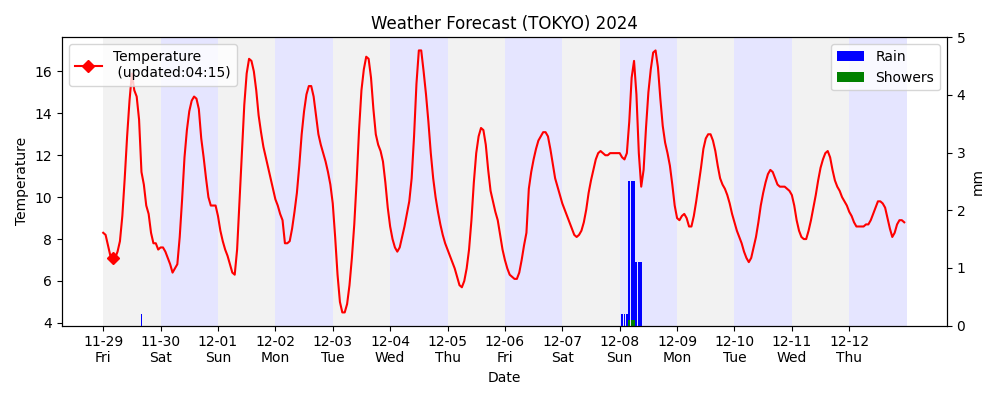 Weather Forecast (TOKYO) 2024
Temperature
(updated:04:15)
Rain
Showers
Temperature
16
14
12
10
8
6
4
5
4
3
2
1
0
mm
11-29 11-30 12-01 12-02 12-03 12-04 12-05 12-06 12-07 12-08 12-09 12-10 12-11 12-12
Fri Sat Sun Mon Tue Wed Thu Fri Sat Sun Mon Tue Wed Thu
Date